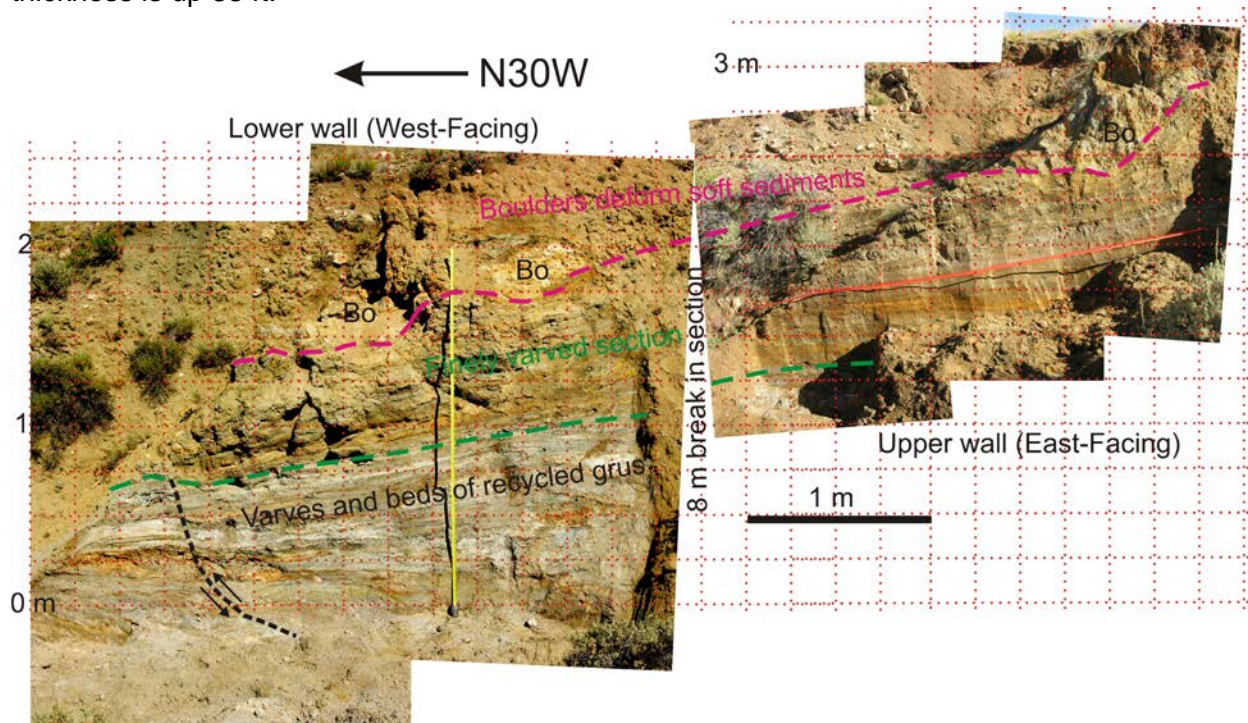 thickness is up 50 ft.
N30W
3 m
Lower wall (West-Facing)
Bo
Boulders deform soft sediments
2
Bo
Bo
Finely varved section
8 m break in section
1
Upper wall (East-Facing)
Varves and beds of recycled grus
1 m
0 m